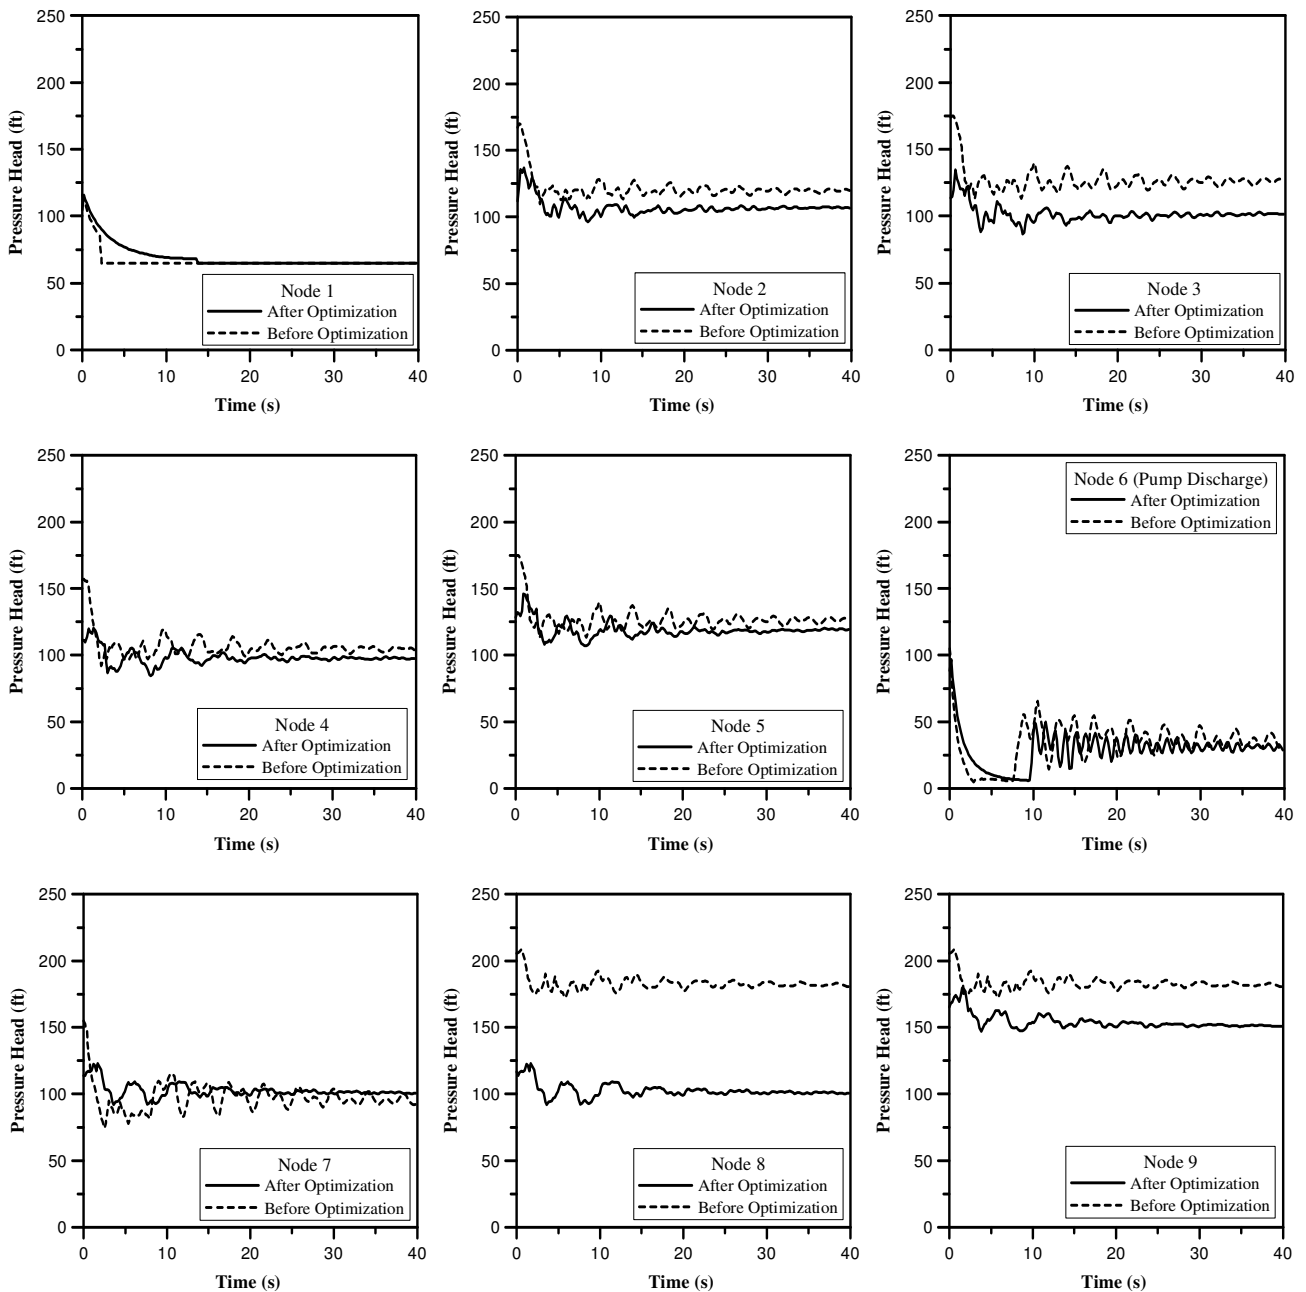 250
200
150
100
50
0
Pressure Head (ft)
0 10 20 30 40
Time (s)
Node 1
After Optimization
Before Optimization
250
200
150
100
50
0
Pressure Head (ft)
0 10 20 30 40
Time (s)
Node 2
After Optimization
Before Optimization
250
200
150
100
50
0
Pressure Head (ft)
0 10 20 30 40
Time (s)
Node 3
After Optimization
Before Optimization
250
200
150
100
50
0
Pressure Head (ft)
0 10 20 30 40
Time (s)
Node 4
After Optimization
Before Optimization
250
200
150
100
50
0
Pressure Head (ft)
0 10 20 30 40
Time (s)
Node 5
After Optimization
Before Optimization
250
200
150
100
50
0
Pressure Head (ft)
0 10 20 30 40
Time (s)
Node 6 (Pump Discharge)
After Optimization
Before Optimization
250
200
150
100
50
0
Pressure Head (ft)
0 10 20 30 40
Time (s)
Node 7
After Optimization
Before Optimization
250
200
150
100
50
0
Pressure Head (ft)
0 10 20 30 40
Time (s)
Node 8
After Optimization
Before Optimization
250
200
150
100
50
0
Pressure Head (ft)
0 10 20 30 40
Time (s)
Node 9
After Optimization
Before Optimization